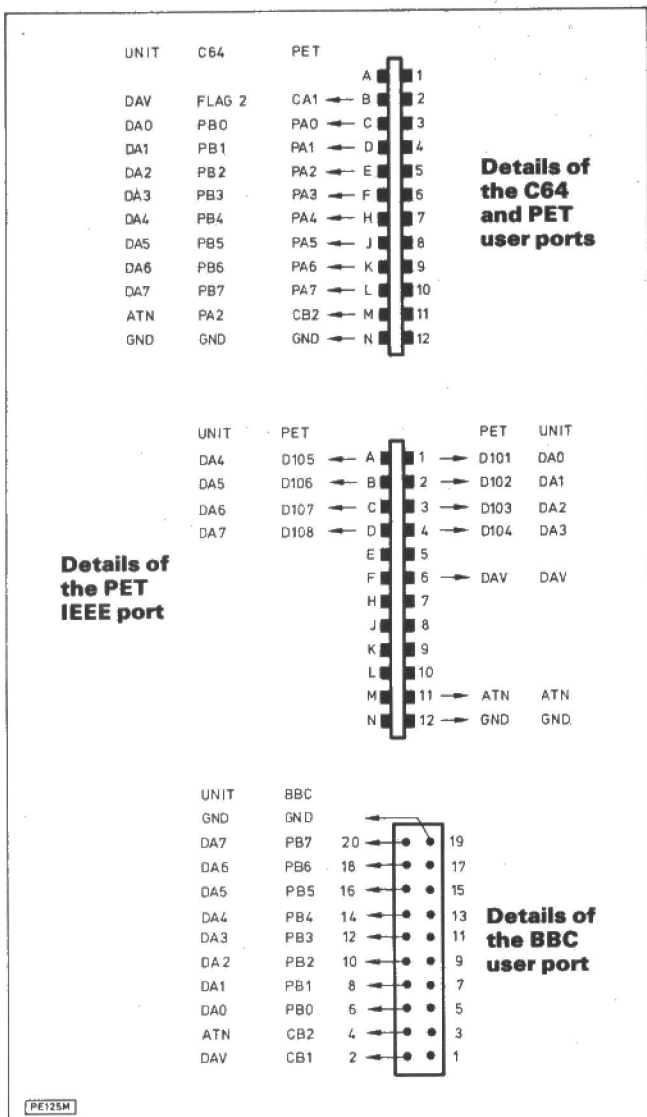 UNIT C64 PET
A 1
DAV FLAG 2 CA1 B 2
DA0 PB0 PA0 C 3
DA1 PB1 PA1 D 4
DA2 PB2 PA2 E 5
DA3 PB3 PA3 F 6
DA4 PB4 PA4 H 7
DA5 PB5 PA5 J 8
DA6 PB6 PA6 K 9
DA7 PB7 PA7 L 10
ATN PA2 CB2 M 11
GND GND GND N 12
Details of
the C64
and PET
user ports
UNIT PET PET UNIT
DA4 D105 A 1 D101 DA0
DA5 D106 B 2 D102 DA1
DA6 D107 C 3 D103 DA2
DA7 D108 D 4 D104 DA3
E 5
F 6 DAV DAV
H 7
J 8
K 9
L 10
M 11 ATN ATN
N 12 GND GND
Details of
the PET
IEEE port
UNIT BBC
GND GND
DA7 PB7 20 19
DA6 PB6 18 17
DA5 PB5 16 15
DA4 PB4 14 13
DA3 PB3 12 11
DA2 PB2 10 9
DA1 PB1 8 7
DA0 PB0 6 5
ATN CB2 4 3
DAV CB1 2 1
Details of
the BBC
user port
PE125M